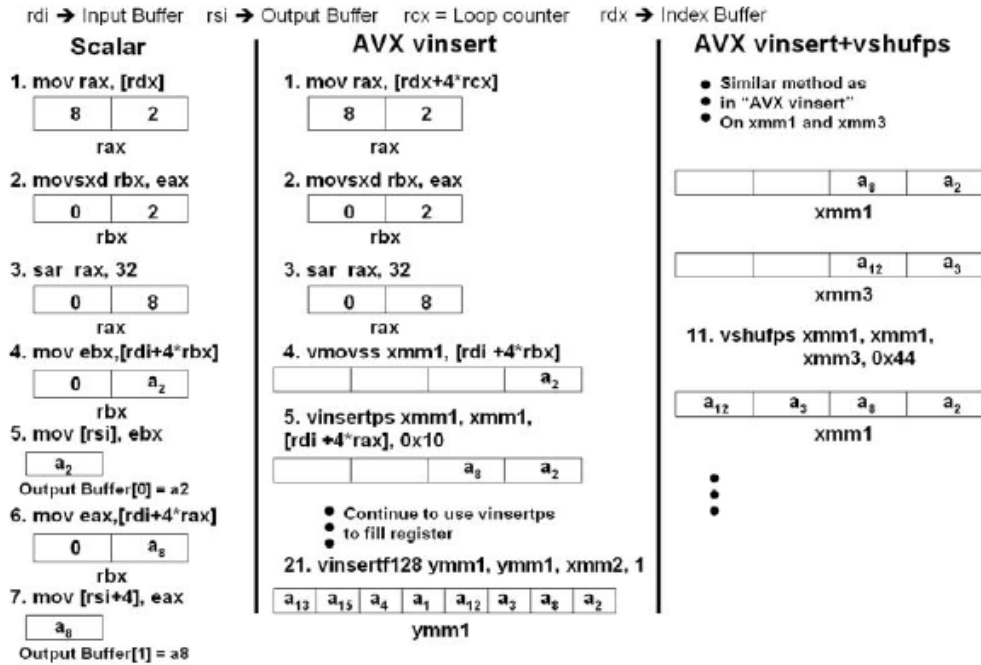 rdi → Input Buffer rsi → Output Buffer rcx = Loop counter rdx → Index Buffer
Scalar
1. mov rax, [rdx]
8 2
rax
2. movsxd rbx, eax
0 2
rbx
3. sar rax, 32
0 8
rax
4. mov ebx,[rdi+4*rbx]
0 a2
rbx
5. mov [rsi], ebx
a2
Output Buffer[0] = a2
6. mov eax,[rdi+4*rax]
0 a8
rbx
7. mov [rsi+4], eax
a8
Output Buffer[1] = a8
AVX vinsert
1. mov rax, [rdx+4*rcx]
8 2
rax
2. movsxd rbx, eax
0 2
rbx
3. sar rax, 32
0 8
rax
4. vmovss xmm1, [rdi +4*rbx]
a2
5. vinsertps xmm1, xmm1,
[rdi +4*rax], 0x10
a8 a2
• Continue to use vinsertps
• to fill register
•
21. vinsertf128 ymm1, ymm1, xmm2, 1
a13 a15 a4 a1 a12 a3 a8 a2
ymm1
AVX vinsert+vshufps
• Similar method as
• in "AVX vinsert"
• On xmm1 and xmm3
a8 a2
xmm1
a12 a3
xmm3
11. vshufps xmm1, xmm1,
xmm3, 0x44
a12 a3 a8 a2
xmm1